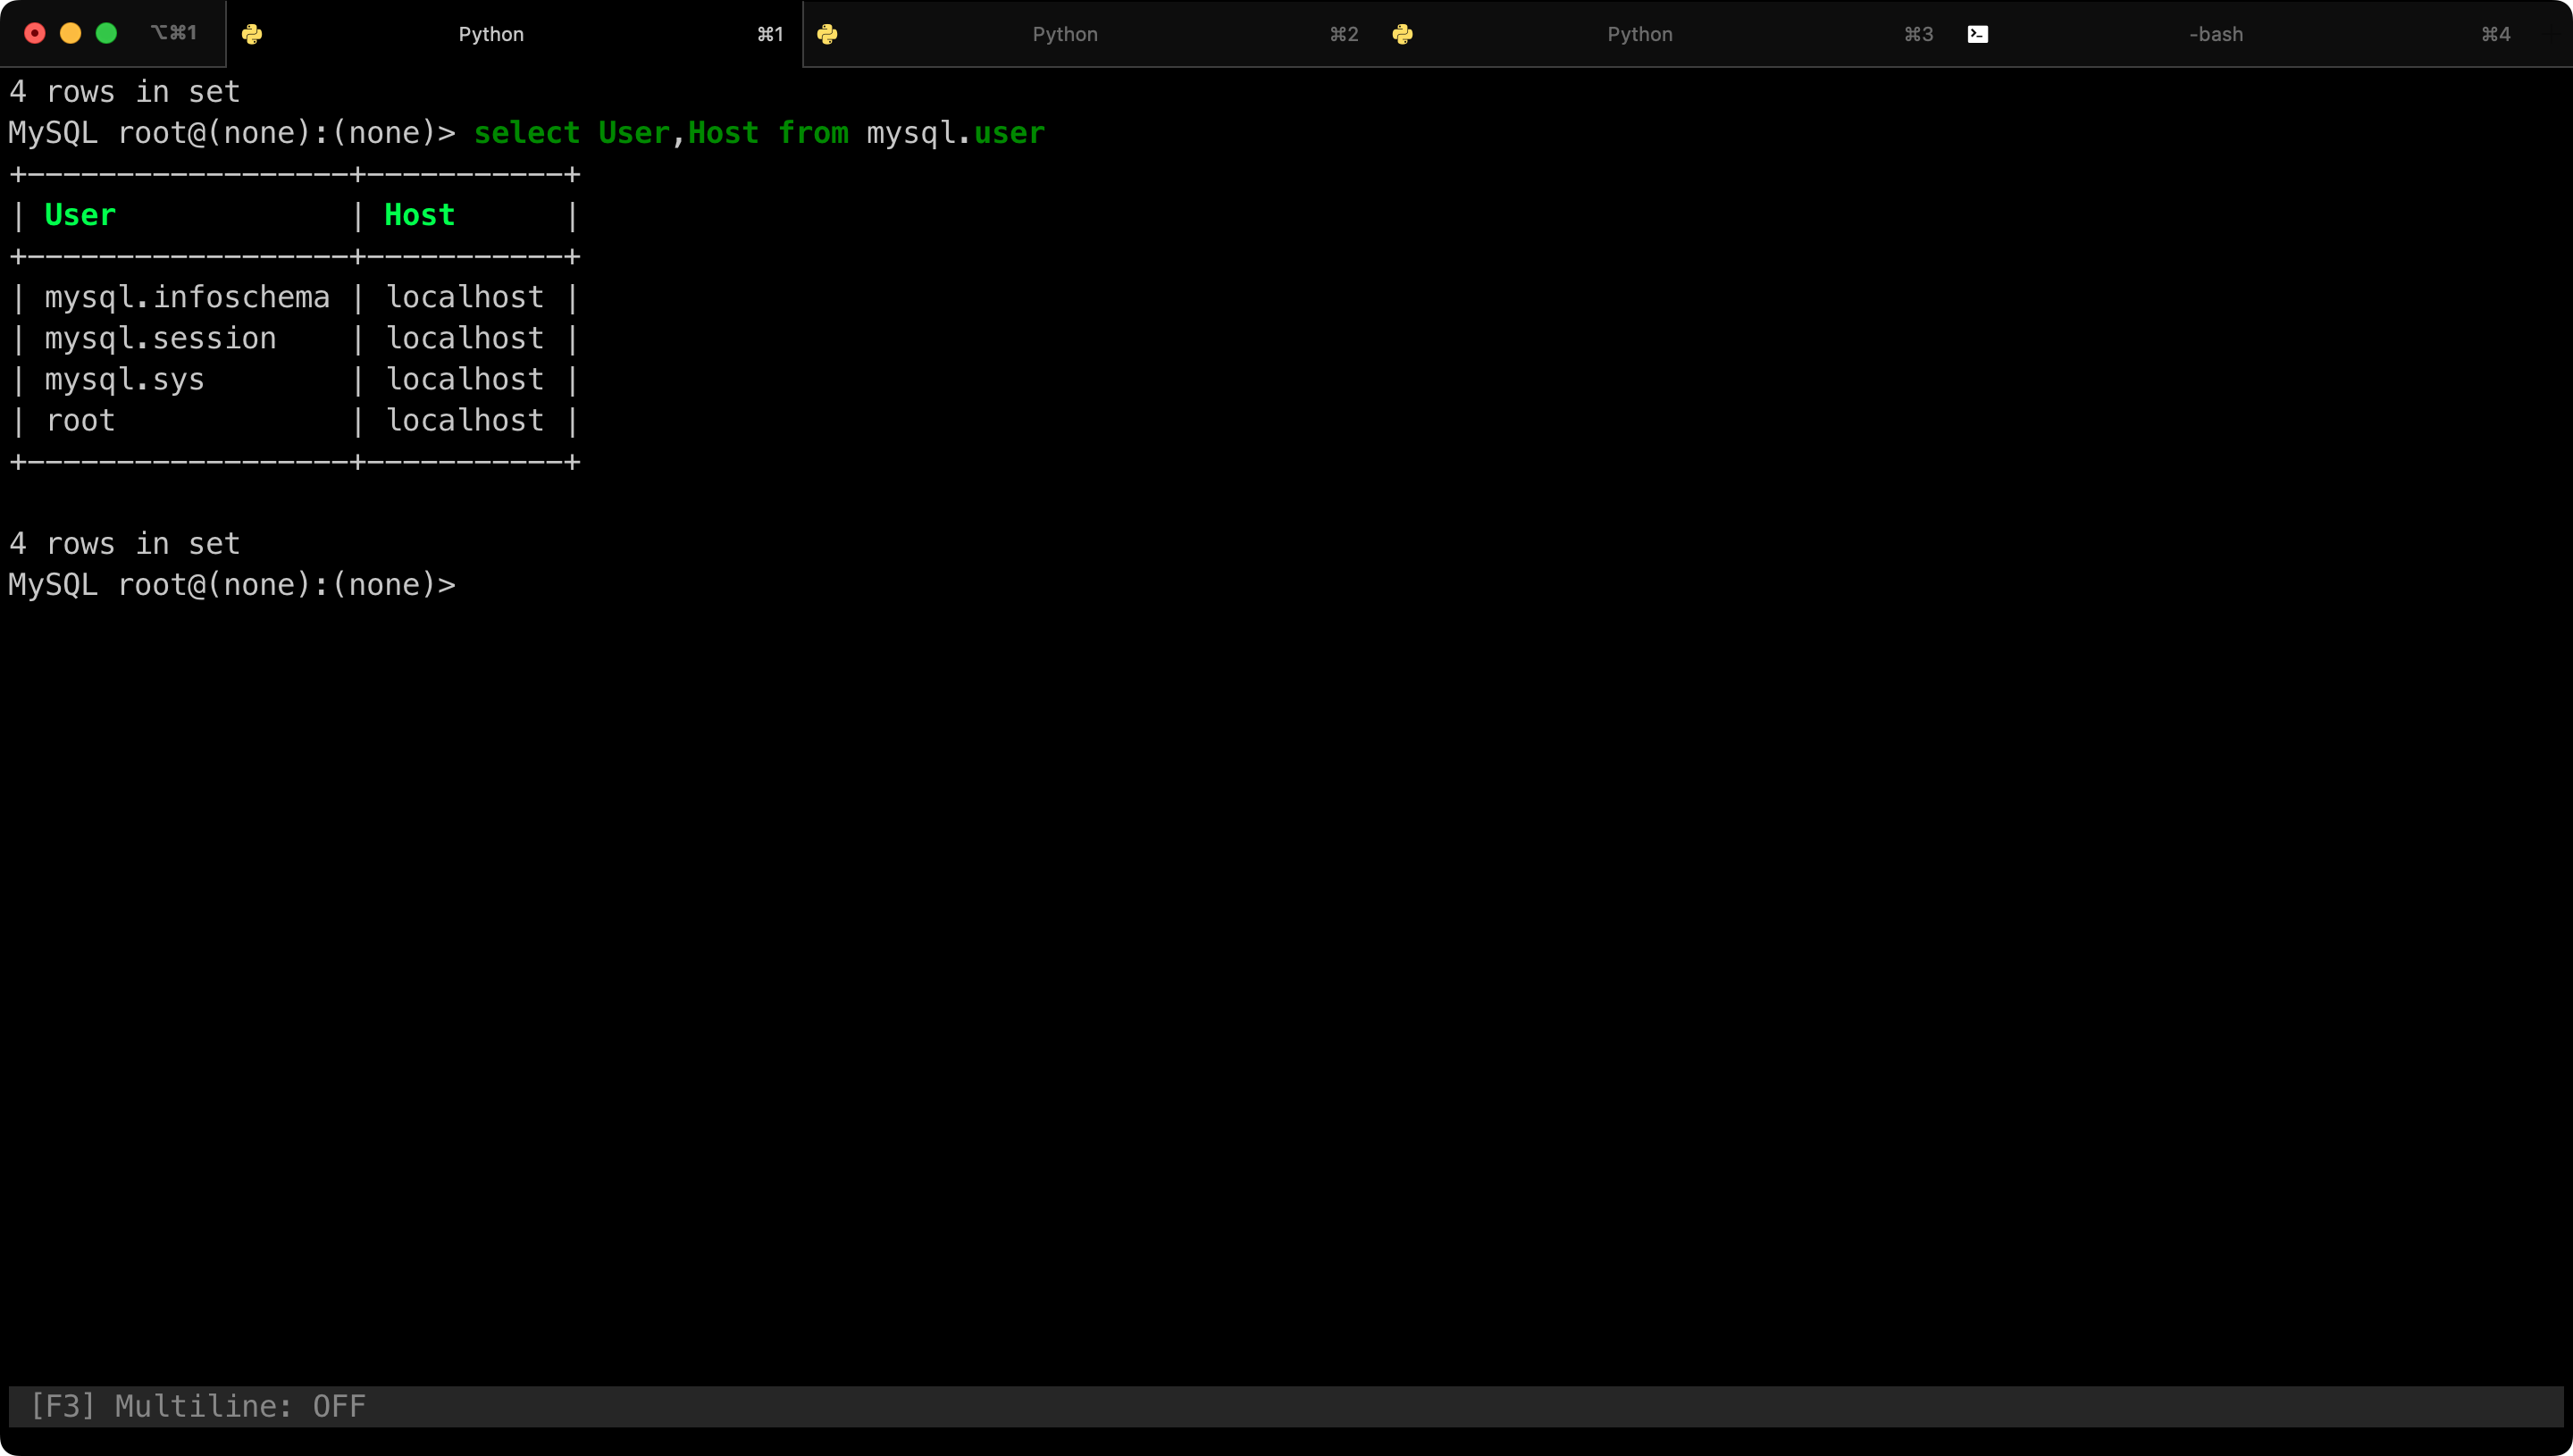 ⌥⌘1 Python ⌘1 Python ⌘2 Python ⌘3 -bash ⌘4
4 rows in set
MySQL root@(none):(none)> select User,Host from mysql.user
+------------------+-----------+
| User             | Host      |
+------------------+-----------+
| mysql.infoschema | localhost |
| mysql.session    | localhost |
| mysql.sys        | localhost |
| root             | localhost |
+------------------+-----------+
4 rows in set
MySQL root@(none):(none)>
[F3] Multiline: OFF